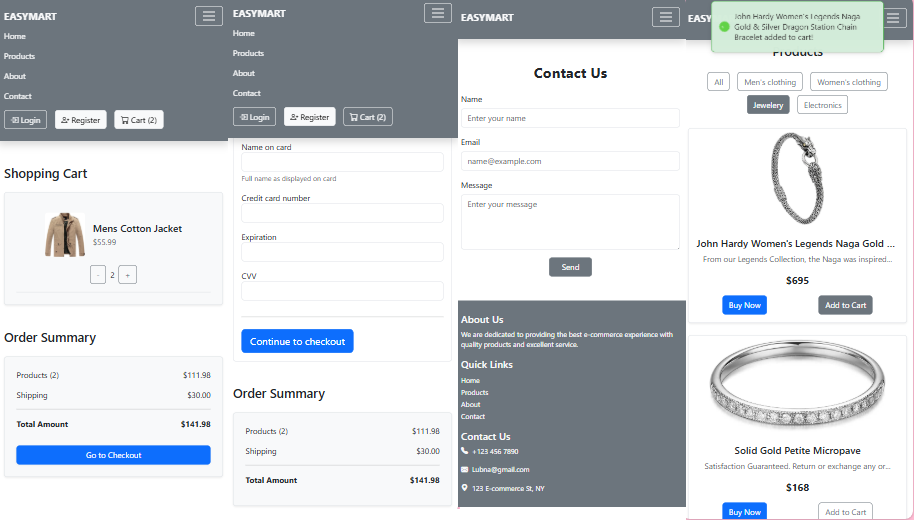 EASYMART
Home
Products
About
Contact
Login Register Cart (2)
Shopping Cart
Mens Cotton Jacket
$55.99
- 2 +
Order Summary
Products (2) $111.98
Shipping $30.00
Total Amount $141.98
Go to Checkout
EASYMART
Home
Products
About
Contact
Login Register Cart (2)
Name on card
Full name as displayed on card
Credit card number
Expiration
CVV
Continue to checkout
Order Summary
Products (2) $111.98
Shipping $30.00
Total Amount $141.98
EASYMART
Contact Us
Name
Enter your name
Email
name@example.com
Message
Enter your message
Send
About Us
We are dedicated to providing the best e-commerce experience with
quality products and excellent service.
Quick Links
Home
Products
About
Contact
Contact Us
+123 456 7890
Lubna@gmail.com
123 E-commerce St, NY
John Hardy Women's Legends Naga
Gold & Silver Dragon Station Chain
Bracelet added to cart!
Products
All Men's clothing Women's clothing
Jewelery Electronics
John Hardy Women's Legends Naga Gold ...
From our Legends Collection, the Naga was inspired...
$695
Buy Now Add to Cart
Solid Gold Petite Micropave
Satisfaction Guaranteed. Return or exchange any or...
$168
Buy Now Add to Cart